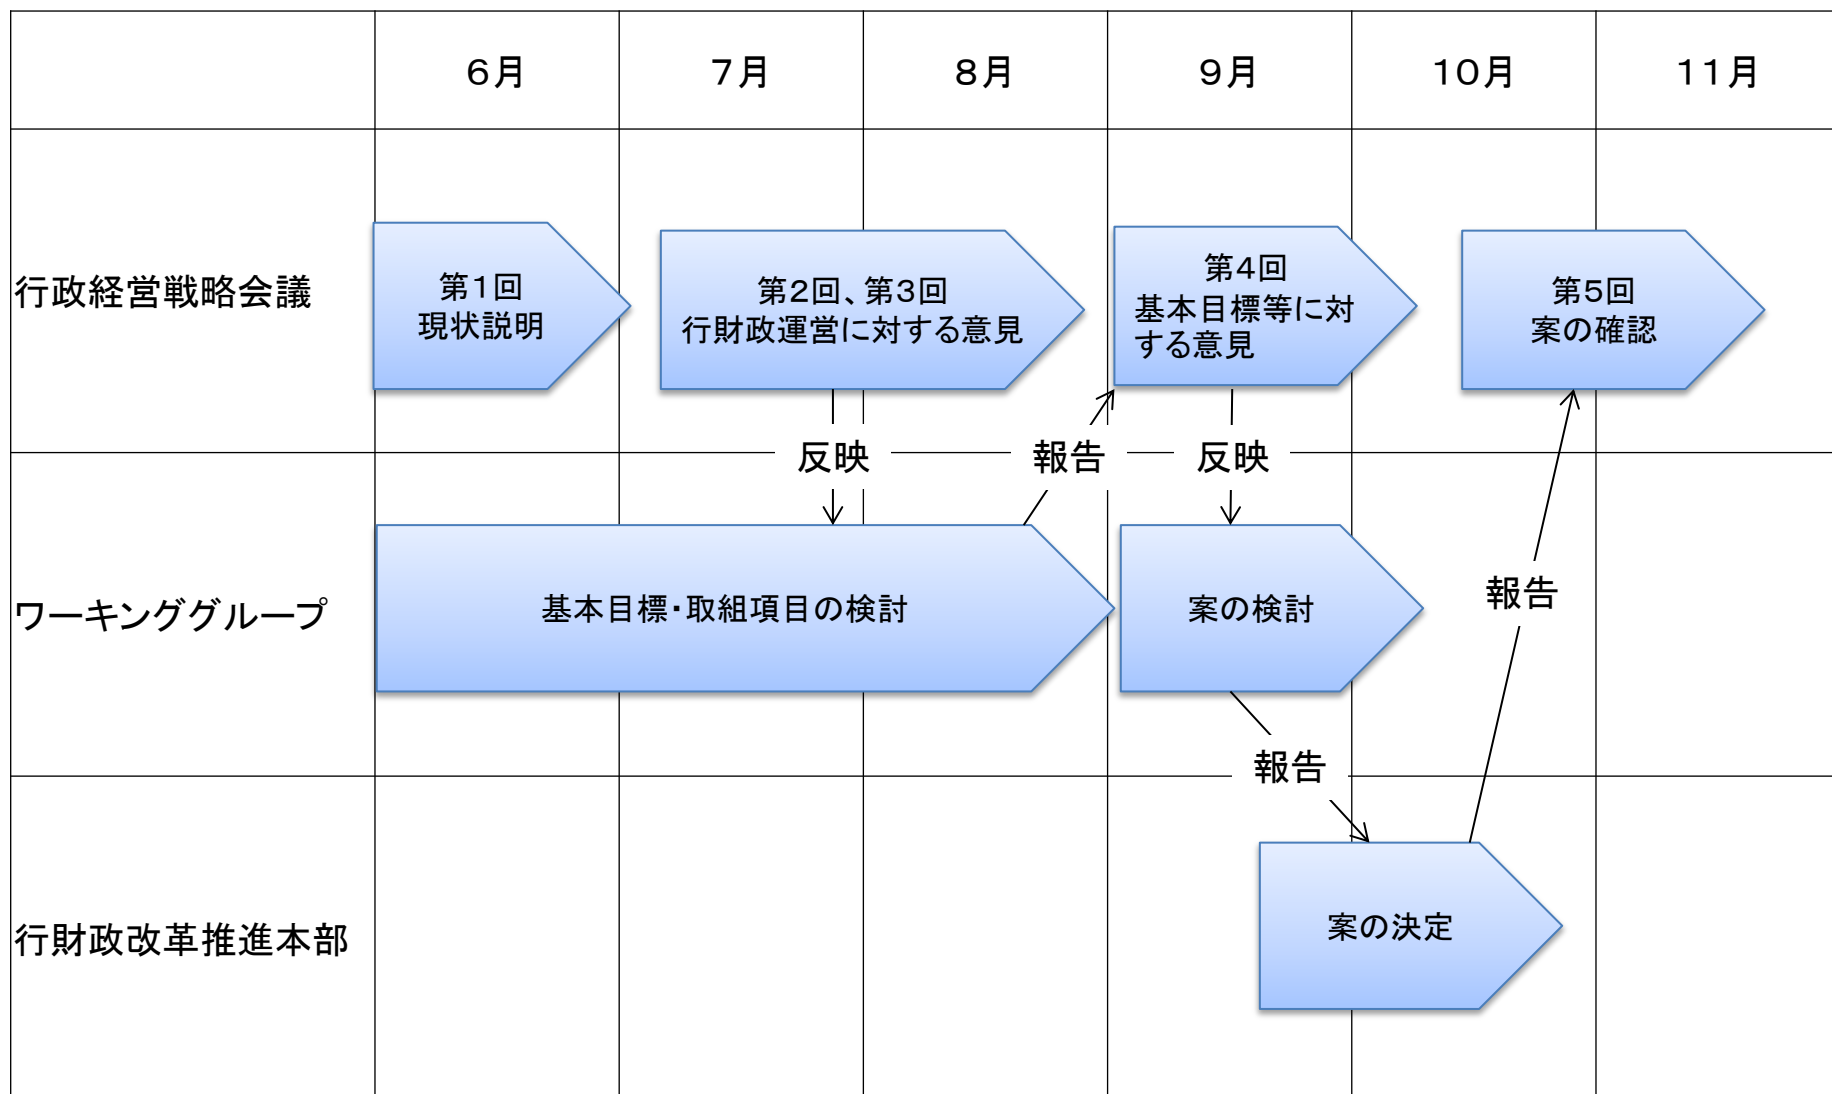 6月
7月
8月
9月
10月
11月
行政経営戦略会議
第1回
現状説明
第2回、第3回
行財政運営に対する意見
第4回
基本目標等に対
する意見
第5回
案の確認
反映
報告
反映
ワーキンググループ
基本目標・取組項目の検討
案の検討
報告
報告
行財政改革推進本部
案の決定